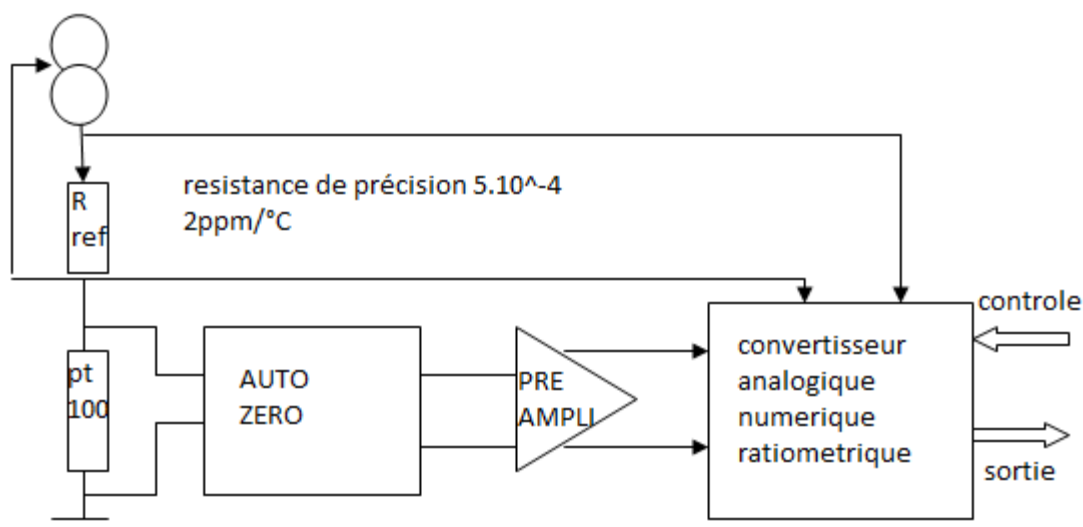 resistance de précision 5.10^-4
2ppm/°C
R
ref
controle
convertisseur
analogique
numerique
ratiometrique
pt
100
AUTO
ZERO
PRE
AMPLI
sortie